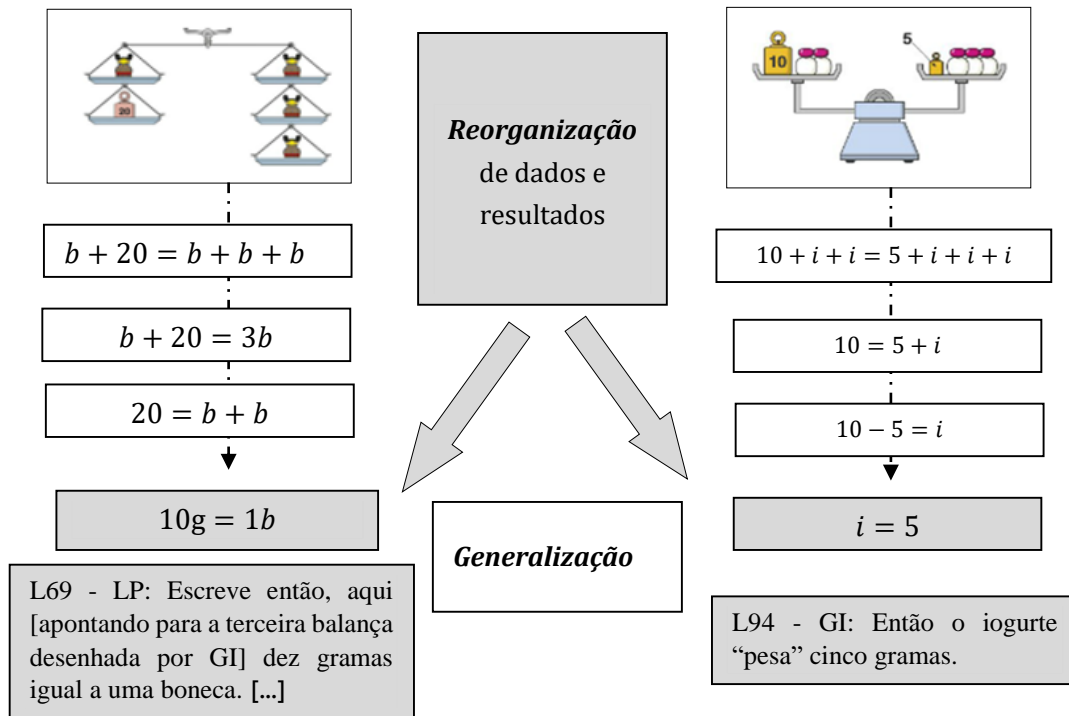 20
10
5
Reorganização
de dados e
resultados
b + 20 = b + b + b
b + 20 = 3b
20 = b + b
10g = 1b
L69 - LP: Escreve então, aqui
[apontando para a terceira balança
desenhada por GI] dez gramas
igual a uma boneca. [...]
Generalização
10 + i + i = 5 + i + i + i
10 = 5 + i
10 − 5 = i
i = 5
L94 - GI: Então o iogurte
“pesa” cinco gramas.